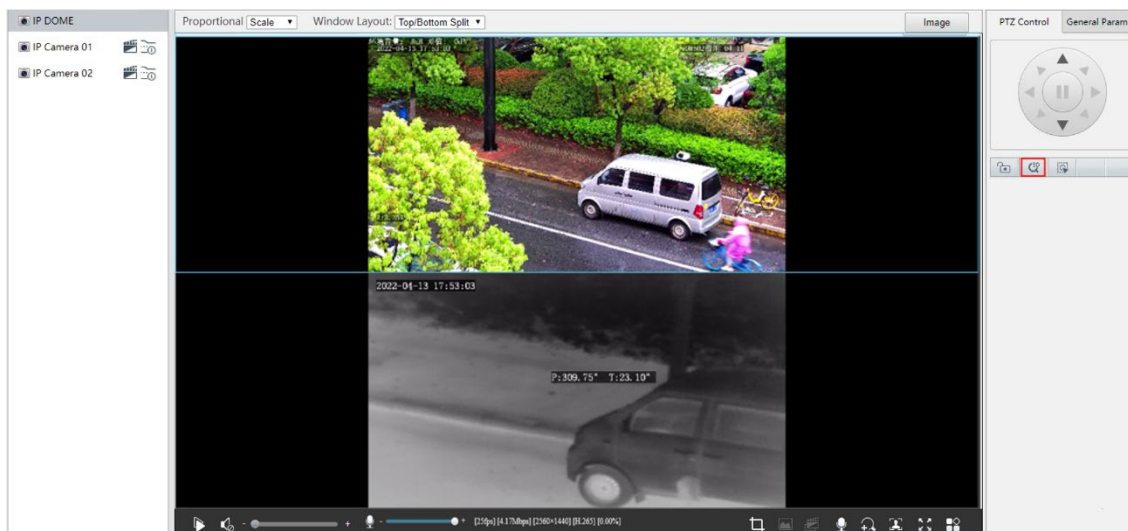 IP DOME
IP Camera 01
IP Camera 02
Proportional Scale Window Layout: Top/Bottom Split Image
2022-04-13 17:53:03
P:309.75° T:23.10°
- + - + [25fps] [4.17Mbps] [2560×1440] [H.265] [0.00%]
PTZ Control General Param